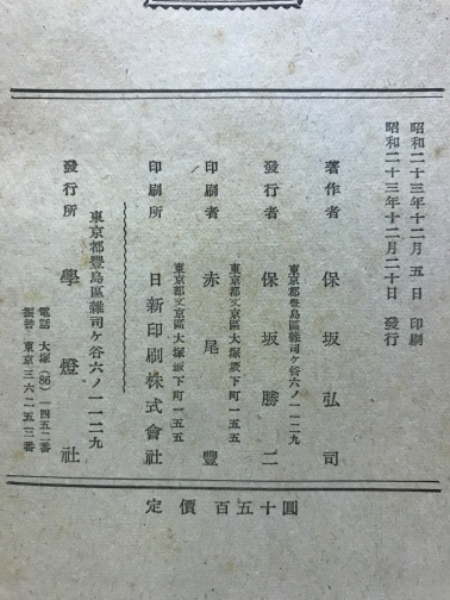 昭和二十三年十二月五日 印刷
昭和二十三年十二月二十日 發行
著作者 保坂弘司
東京都豊島區雜司ケ谷六ノ一一二九
發行者 保坂勝二
東京都文京區大塚坂下町一五五
印刷者 赤尾豐
東京都文京區大塚坂下町一五五
印刷所 日新印刷株式會社
東京都豐島區雜司ケ谷六ノ一一二九
發行所 學燈社
電話 大塚(86)一四五二番
振替 東京三六二五三番
定價 百五十圓